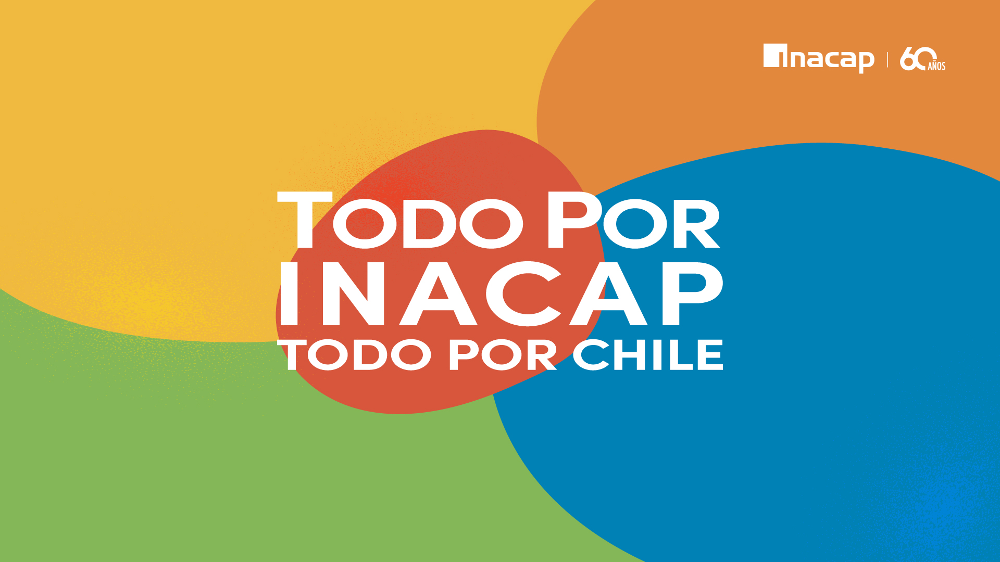 Inacap | 60 AÑOS
TODO POR
INACAP
TODO POR CHILE